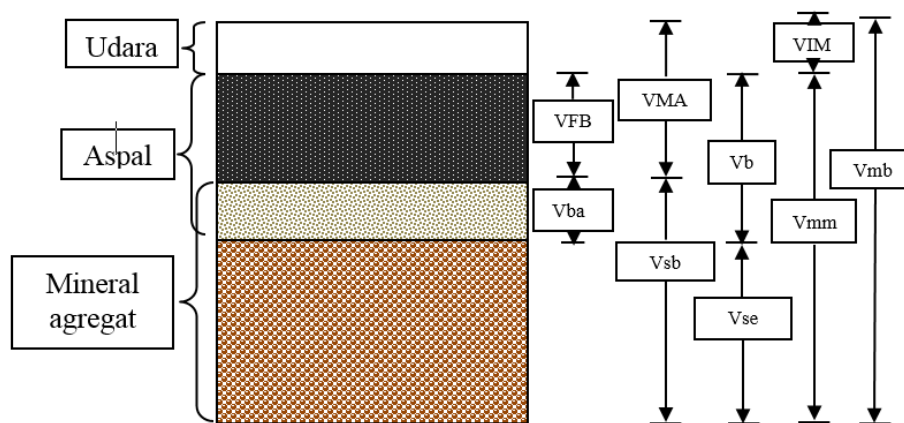 Udara
Aspal
Mineral
agregat
VFB
Vba
VMA
Vsb
Vb
Vse
VIM
Vmm
Vmb